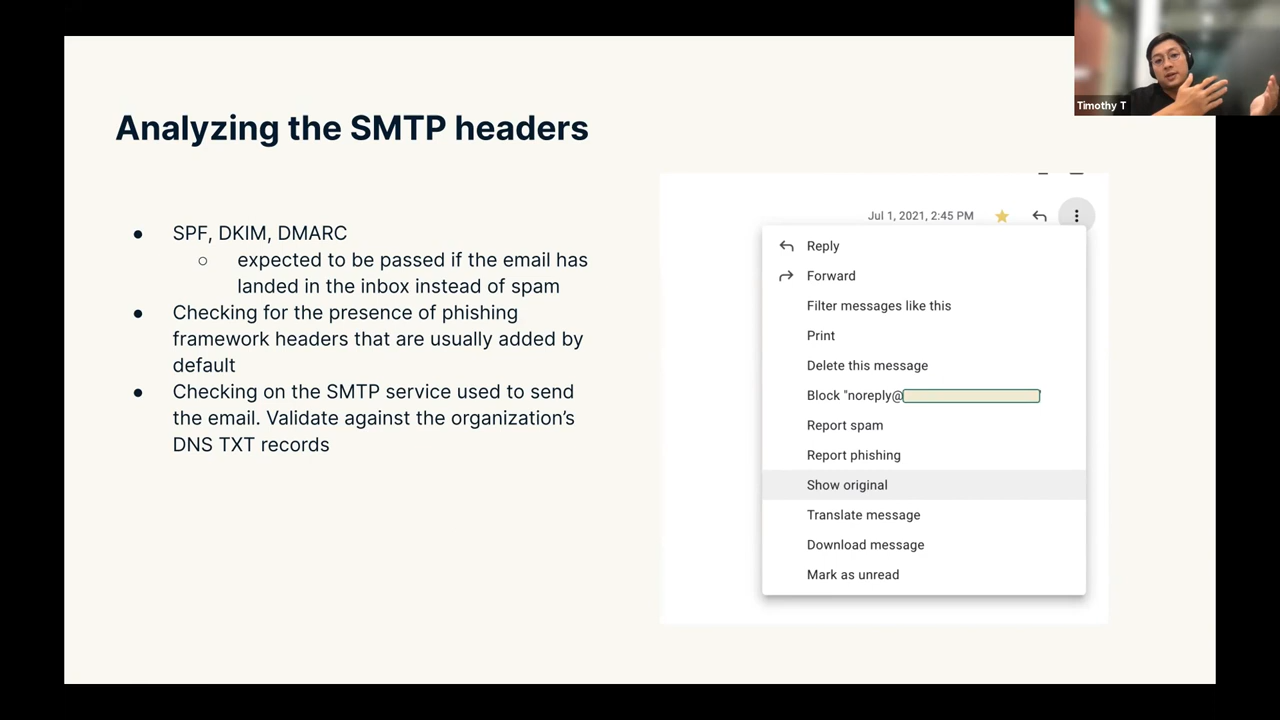 Analyzing the SMTP headers
● SPF, DKIM, DMARC
○ expected to be passed if the email has
landed in the inbox instead of spam
● Checking for the presence of phishing
framework headers that are usually added by
default
● Checking on the SMTP service used to send
the email. Validate against the organization's
DNS TXT records
Jul 1, 2021, 2:45 PM
Reply
Forward
Filter messages like this
Print
Delete this message
Block "noreply@
Report spam
Report phishing
Show original
Translate message
Download message
Mark as unread
Timothy T